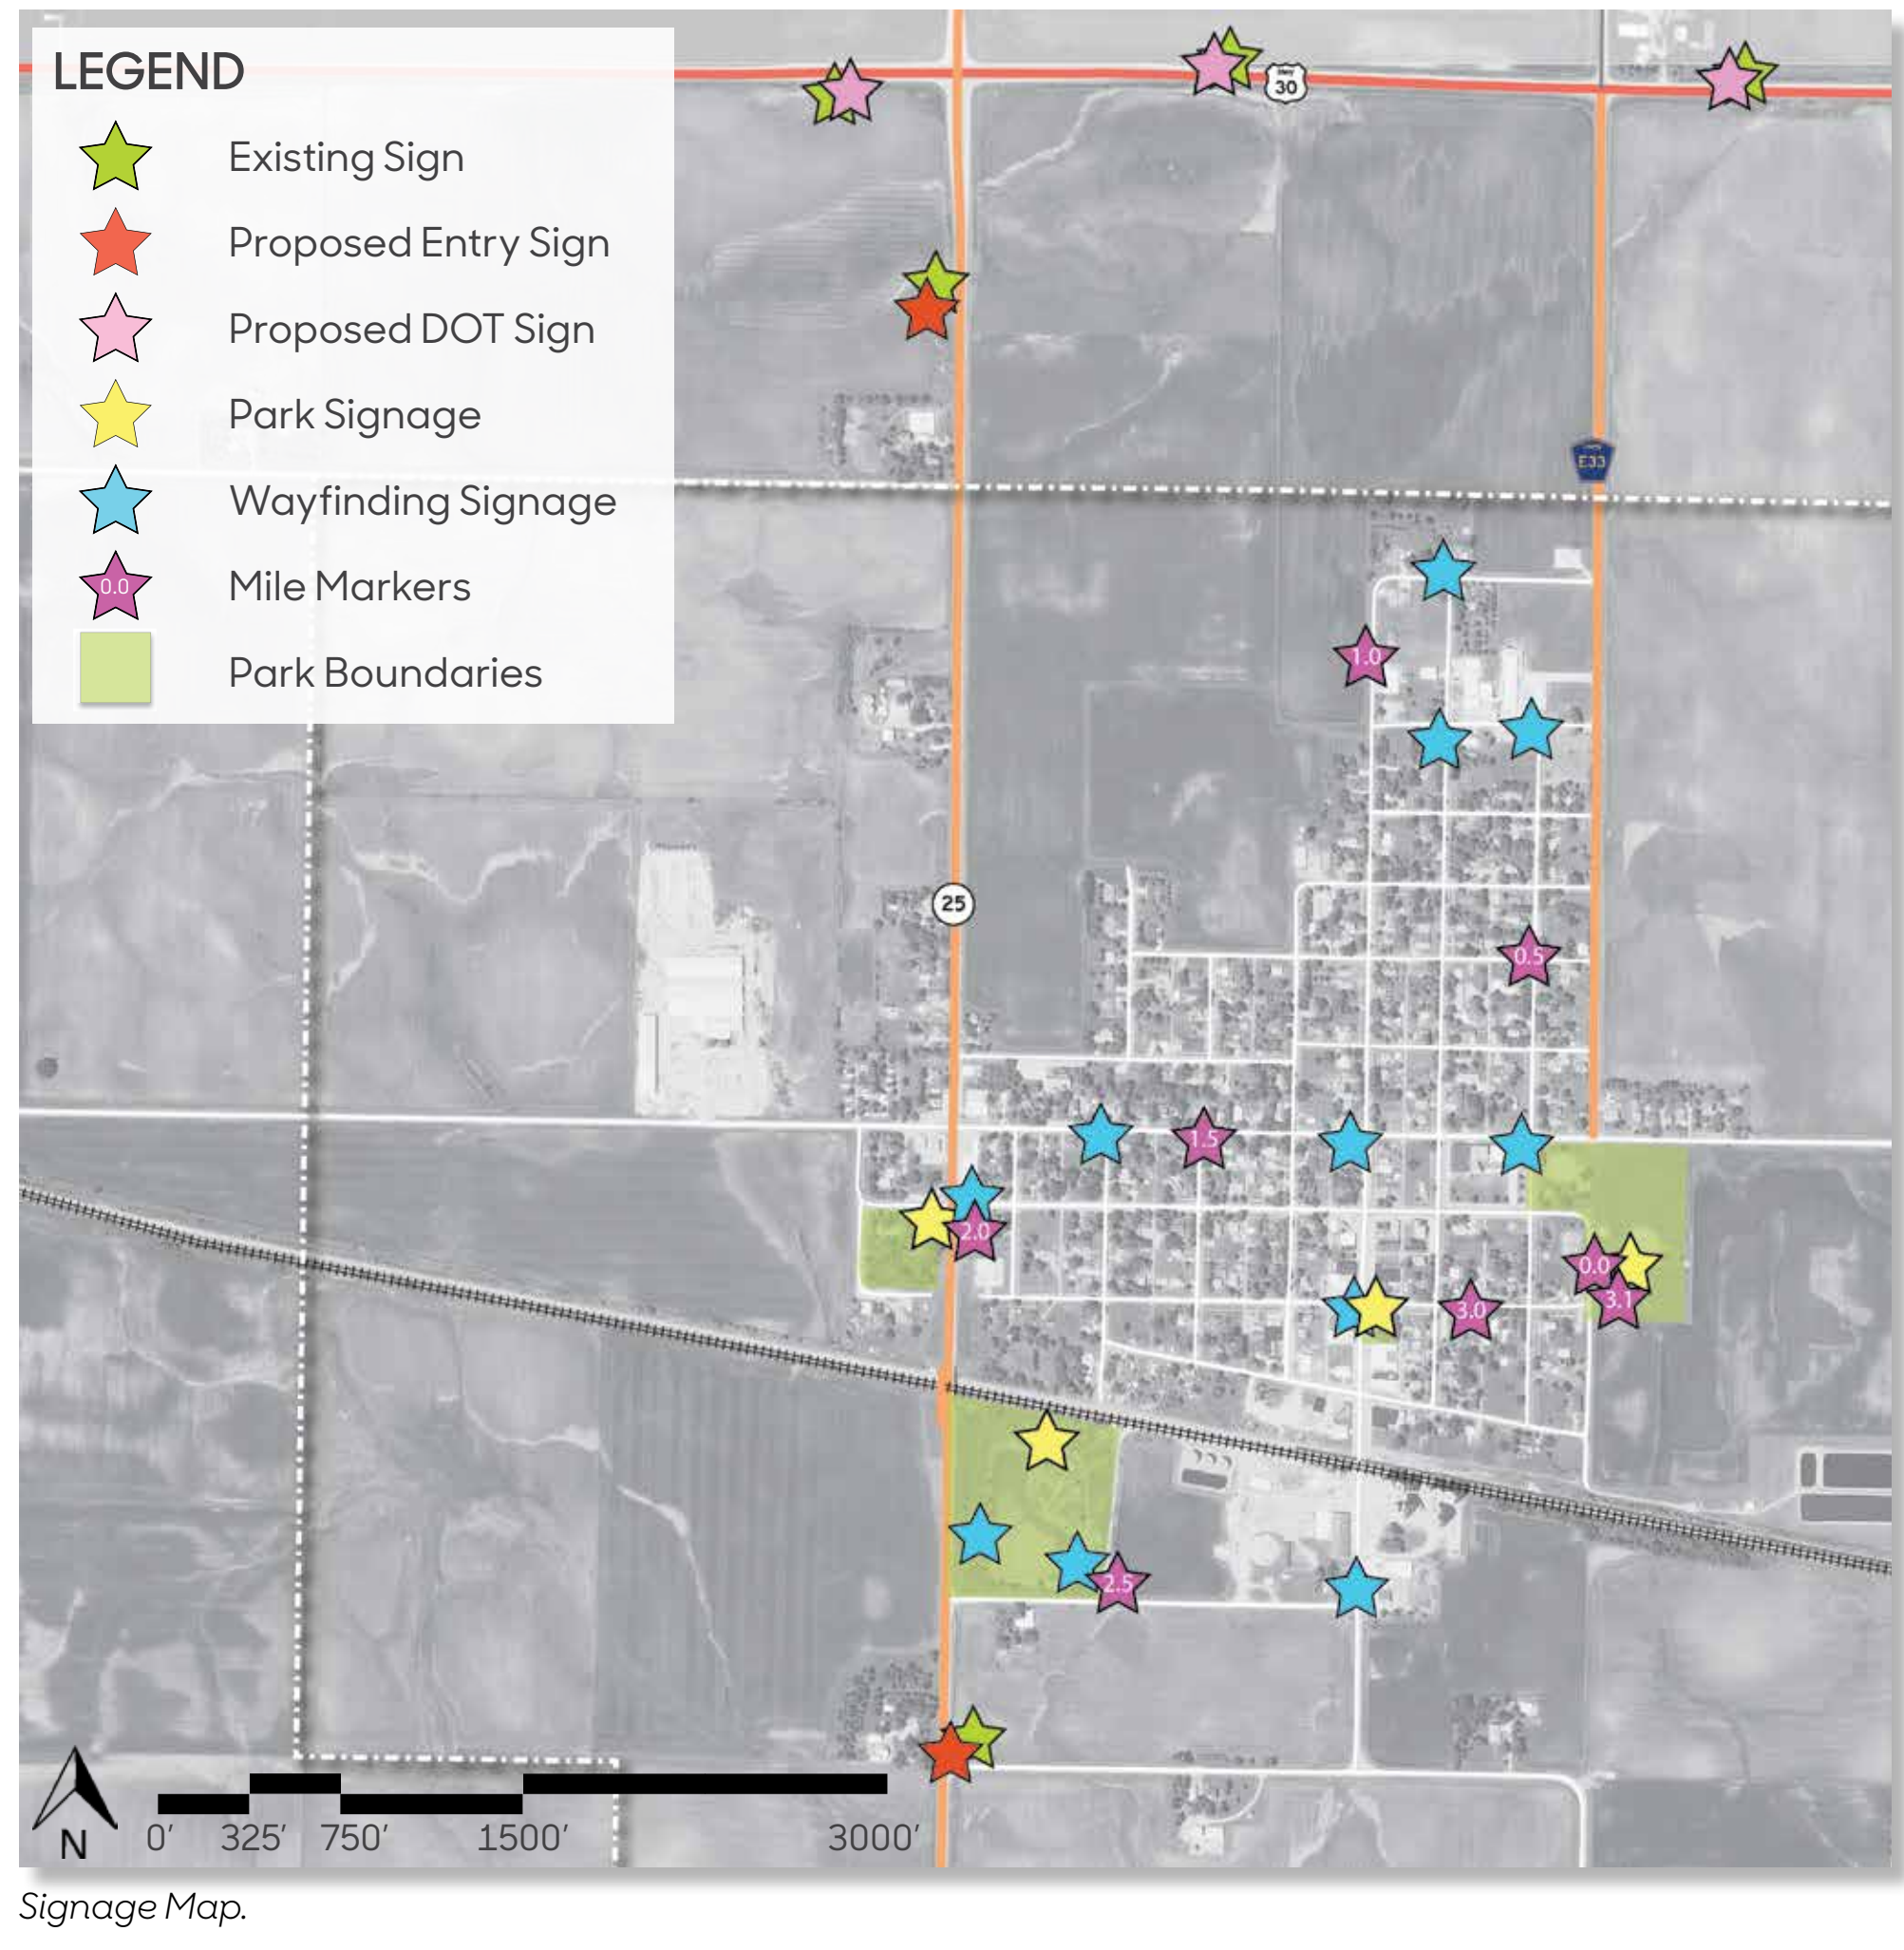 LEGEND
Existing Sign
Proposed Entry Sign
Proposed DOT Sign
Park Signage
Wayfinding Signage
0.0
Mile Markers
Park Boundaries
HWY
30
E33
1.0
25
0.5
1.5
2.0
0.0
3.1
3.0
2.5
N
0' 325' 750' 1500' 3000'
Signage Map.